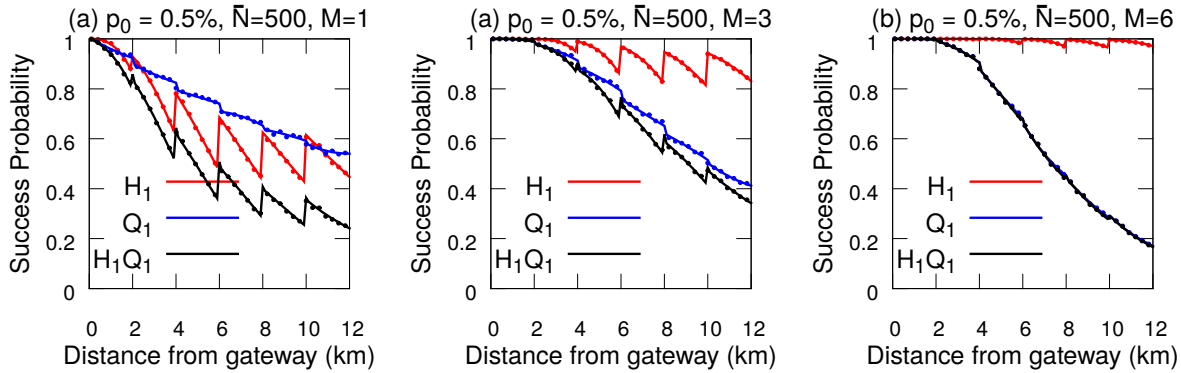 (a) p₀ = 0.5%, N̄=500, M=1
Success Probability
1
0.8
0.6
0.4
0.2
0
H₁
Q₁
H₁Q₁
0 2 4 6 8 10 12
Distance from gateway (km)
(a) p₀ = 0.5%, N̄=500, M=3
Success Probability
1
0.8
0.6
0.4
0.2
0
H₁
Q₁
H₁Q₁
0 2 4 6 8 10 12
Distance from gateway (km)
(b) p₀ = 0.5%, N̄=500, M=6
Success Probability
1
0.8
0.6
0.4
0.2
0
H₁
Q₁
H₁Q₁
0 2 4 6 8 10 12
Distance from gateway (km)